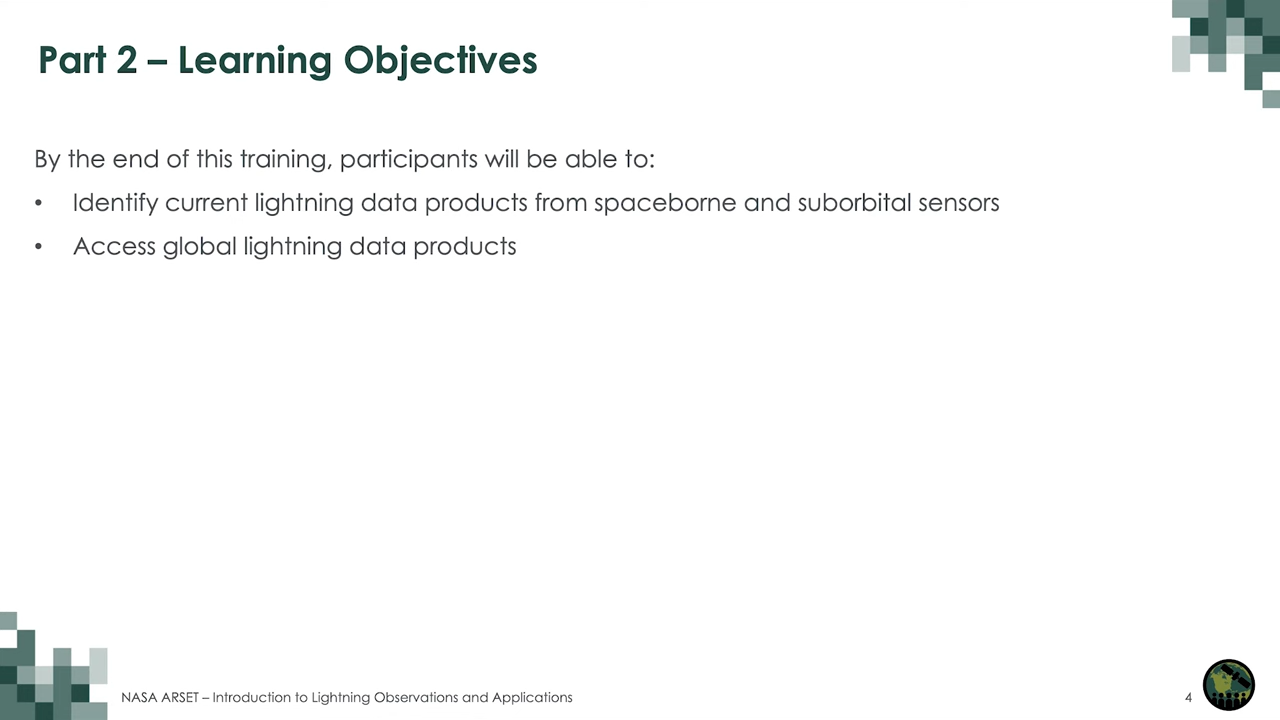 Part 2 – Learning Objectives
By the end of this training, participants will be able to:
• Identify current lightning data products from spaceborne and suborbital sensors
• Access global lightning data products
NASA ARSET – Introduction to Lightning Observations and Applications
4